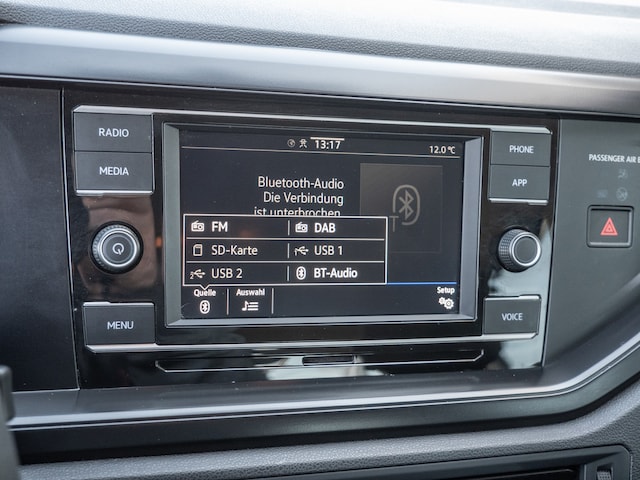 RADIO
MEDIA
MENU
PHONE
APP
VOICE
13:17
12.0 °C
Bluetooth-Audio
Die Verbindung
ist unterbrochen
FM
DAB
SD-Karte
USB 1
2 USB 2
BT-Audio
Quelle
Auswahl
Setup
PASSENGER AIR